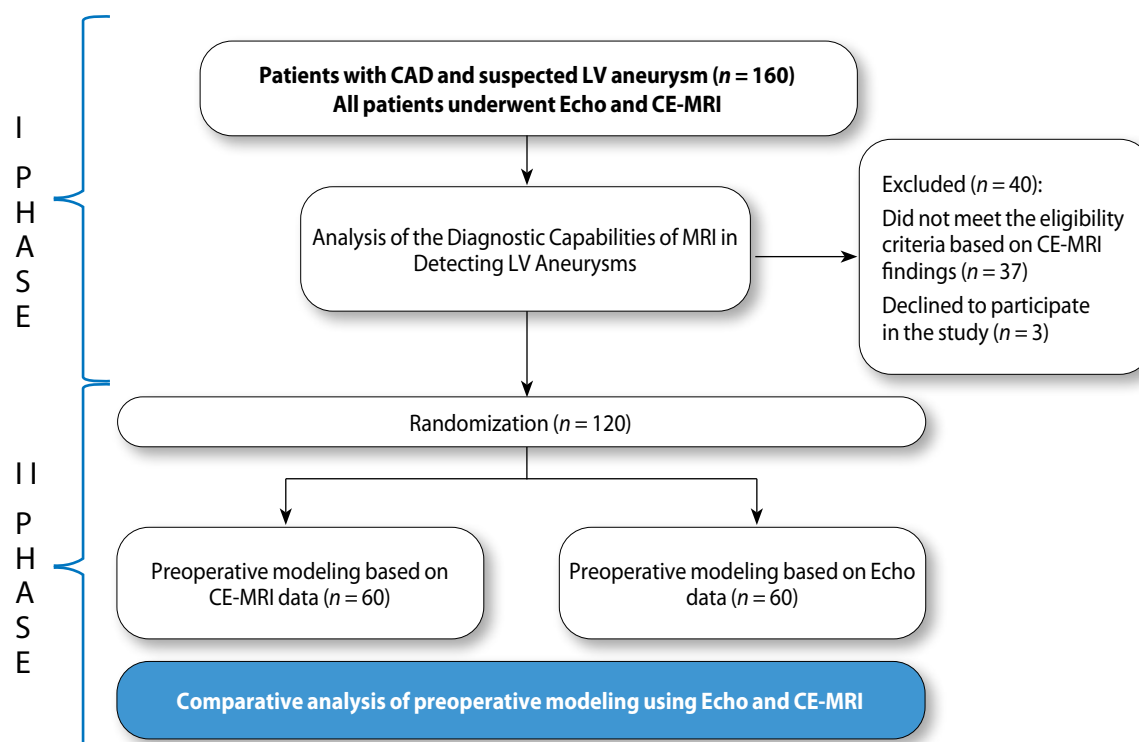 I
P
H
A
S
E
Patients with CAD and suspected LV aneurysm (n = 160)
All patients underwent Echo and CE-MRI
Analysis of the Diagnostic Capabilities of MRI in
Detecting LV Aneurysms
Excluded (n = 40):
Did not meet the eligibility
criteria based on CE-MRI
findings (n = 37)
Declined to participate
in the study (n = 3)
II
P
H
A
S
E
Randomization (n = 120)
Preoperative modeling based on
CE-MRI data (n = 60)
Preoperative modeling based on Echo
data (n = 60)
Comparative analysis of preoperative modeling using Echo and CE-MRI